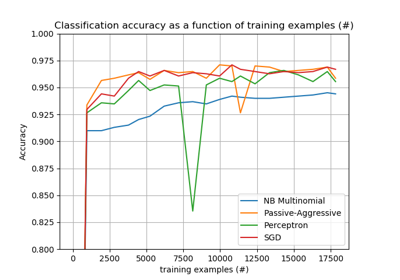 Classification accuracy as a function of training examples (#)
1.000
0.975
0.950
0.925
0.900
0.875
0.850
0.825
0.800
Accuracy
NB Multinomial
Passive-Aggressive
Perceptron
SGD
0 2500 5000 7500 10000 12500 15000 17500
training examples (#)